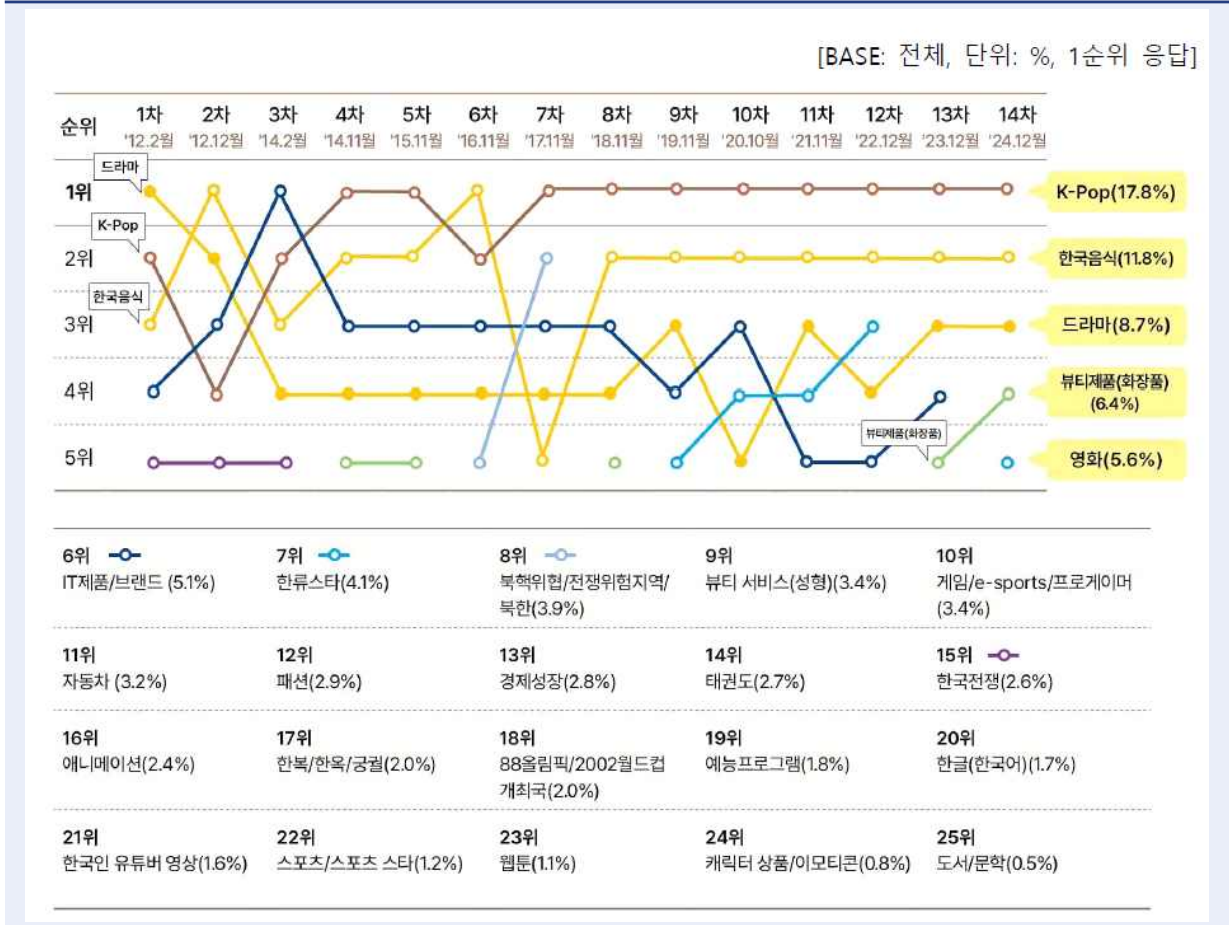 [BASE: 전체, 단위: %, 1순위 응답]
순위 1차 2차 3차 4차 5차 6차 7차 8차 9차 10차 11차 12차 13차 14차
'12.2월 '12.12월 '14.2월 '14.11월 '15.11월 '16.11월 '17.11월 '18.11월 '19.11월 '20.10월 '21.11월 '22.12월 '23.12월 '24.12월
드라마
1위 K-Pop(17.8%)
K-Pop
2위 한국음식(11.8%)
한국음식
3위 드라마(8.7%)
4위 뷰티제품(화장품)
(6.4%)
뷰티제품(화장품)
5위 영화(5.6%)
6위 7위 8위 9위 10위
IT제품/브랜드 (5.1%) 한류스타(4.1%) 북핵위협/전쟁위험지역/ 뷰티 서비스(성형)(3.4%) 게임/e-sports/프로게이머
북한(3.9%) (3.4%)
11위 12위 13위 14위 15위
자동차 (3.2%) 패션(2.9%) 경제성장(2.8%) 태권도(2.7%) 한국전쟁(2.6%)
16위 17위 18위 19위 20위
애니메이션(2.4%) 한복/한옥/궁궐(2.0%) 88올림픽/2002월드컵 예능프로그램(1.8%) 한글(한국어)(1.7%)
개최국(2.0%)
21위 22위 23위 24위 25위
한국인 유튜버 영상(1.6%) 스포츠/스포츠 스타(1.2%) 웹툰(1.1%) 캐릭터 상품/이모티콘(0.8%) 도서/문학(0.5%)